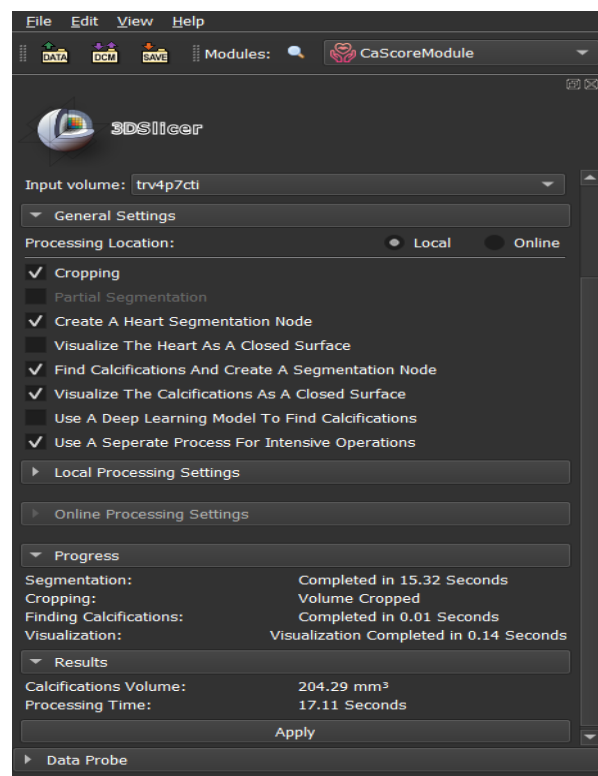 File Edit View Help
DATA DCM SAVE Modules: CaScoreModule
3DSlicer
Input volume: trv4p7cti
General Settings
Processing Location: Local Online
Cropping
Partial Segmentation
Create A Heart Segmentation Node
Visualize The Heart As A Closed Surface
Find Calcifications And Create A Segmentation Node
Visualize The Calcifications As A Closed Surface
Use A Deep Learning Model To Find Calcifications
Use A Seperate Process For Intensive Operations
Local Processing Settings
Online Processing Settings
Progress
Segmentation: Completed in 15.32 Seconds
Cropping: Volume Cropped
Finding Calcifications: Completed in 0.01 Seconds
Visualization: Visualization Completed in 0.14 Seconds
Results
Calcifications Volume: 204.29 mm³
Processing Time: 17.11 Seconds
Apply
Data Probe